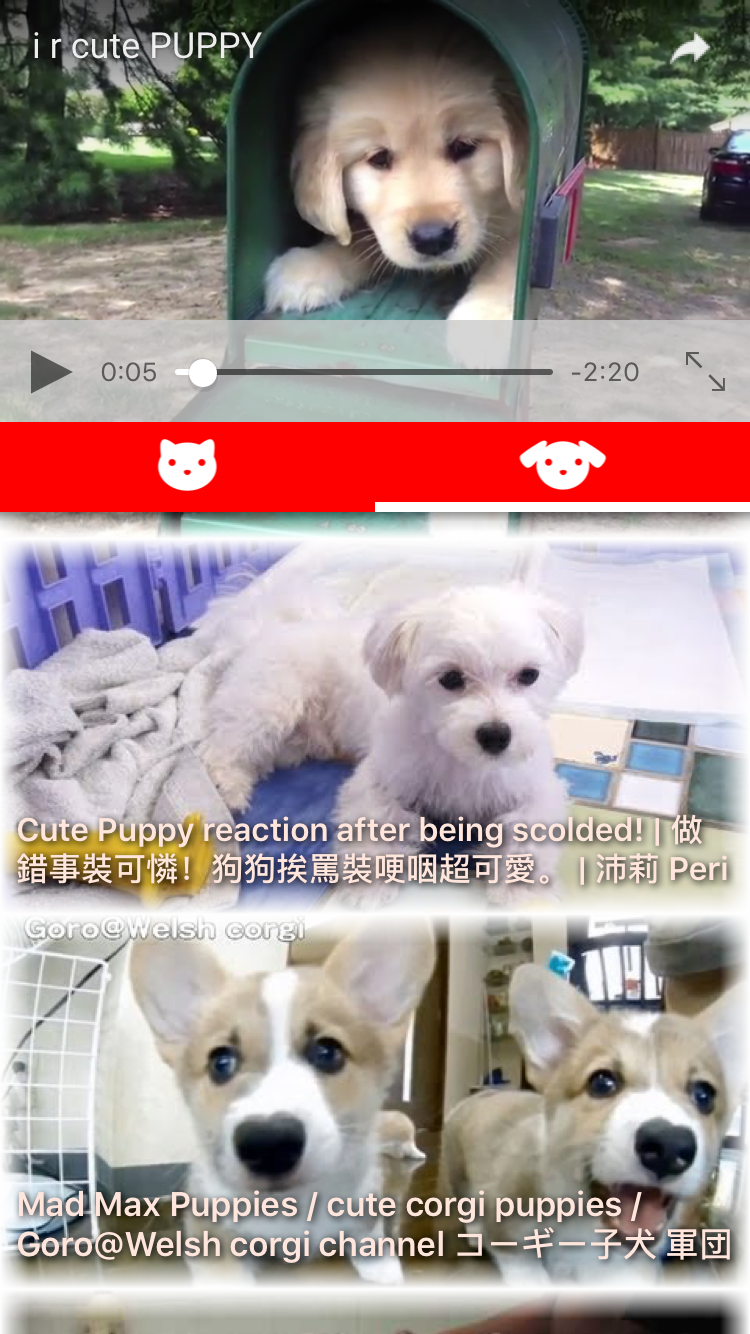 i r cute PUPPY
0:05
-2:20
Cute Puppy reaction after being scolded! | 做
錯事裝可憐！狗狗挨罵裝哽咽超可愛。 | 沛莉 Peri
Goro@Welsh corgi
Mad Max Puppies / cute corgi puppies /
Goro@Welsh corgi channel コーギー子犬 軍団